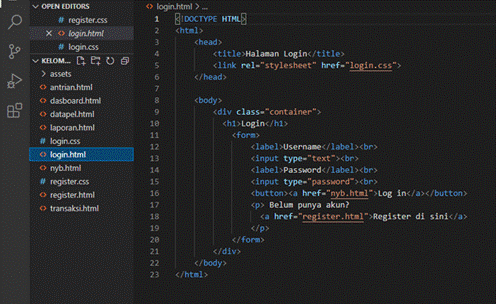 OPEN EDITORS
register.css
login.html
login.css
KELOM...
assets
antrian.html
dasboard.html
datapel.html
laporan.html
login.css
login.html
nyb.html
register.css
register.html
transaksi.html
login.html > ...
1 <!DOCTYPE HTML>
2 <html>
3 <head>
4 <title>Halaman Login</title>
5 <link rel="stylesheet" href="login.css">
6 </head>
7
8 <body>
9 <div class="container">
10 <h1>Login</h1>
11 <form>
12 <label>Username</label><br>
13 <input type="text"><br>
14 <label>Password</label><br>
15 <input type="password"><br>
16 <button><a href="nyb.html">Log in</a></button>
17 <p> Belum punya akun?
18 <a href="register.html">Register di sini</a>
19 </p>
20 </form>
21 </div>
22 </body>
23 </html>